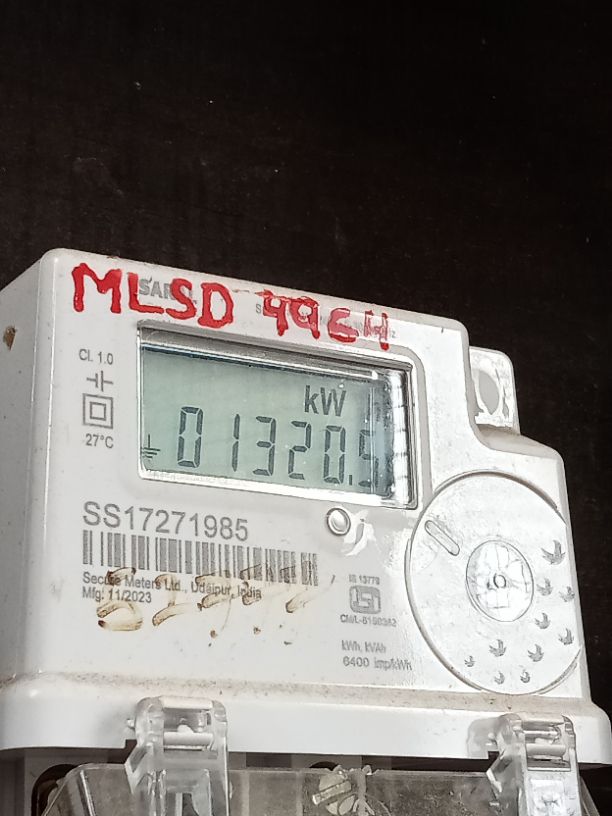 MLSD
Cl. 1.0
27°C
kW
01320.5
SS17271985
Secure Meters Ltd., Udaipur, India
Mfg. 11/2023
IS 13779
kWh, kVAh
6400 imp/kWh